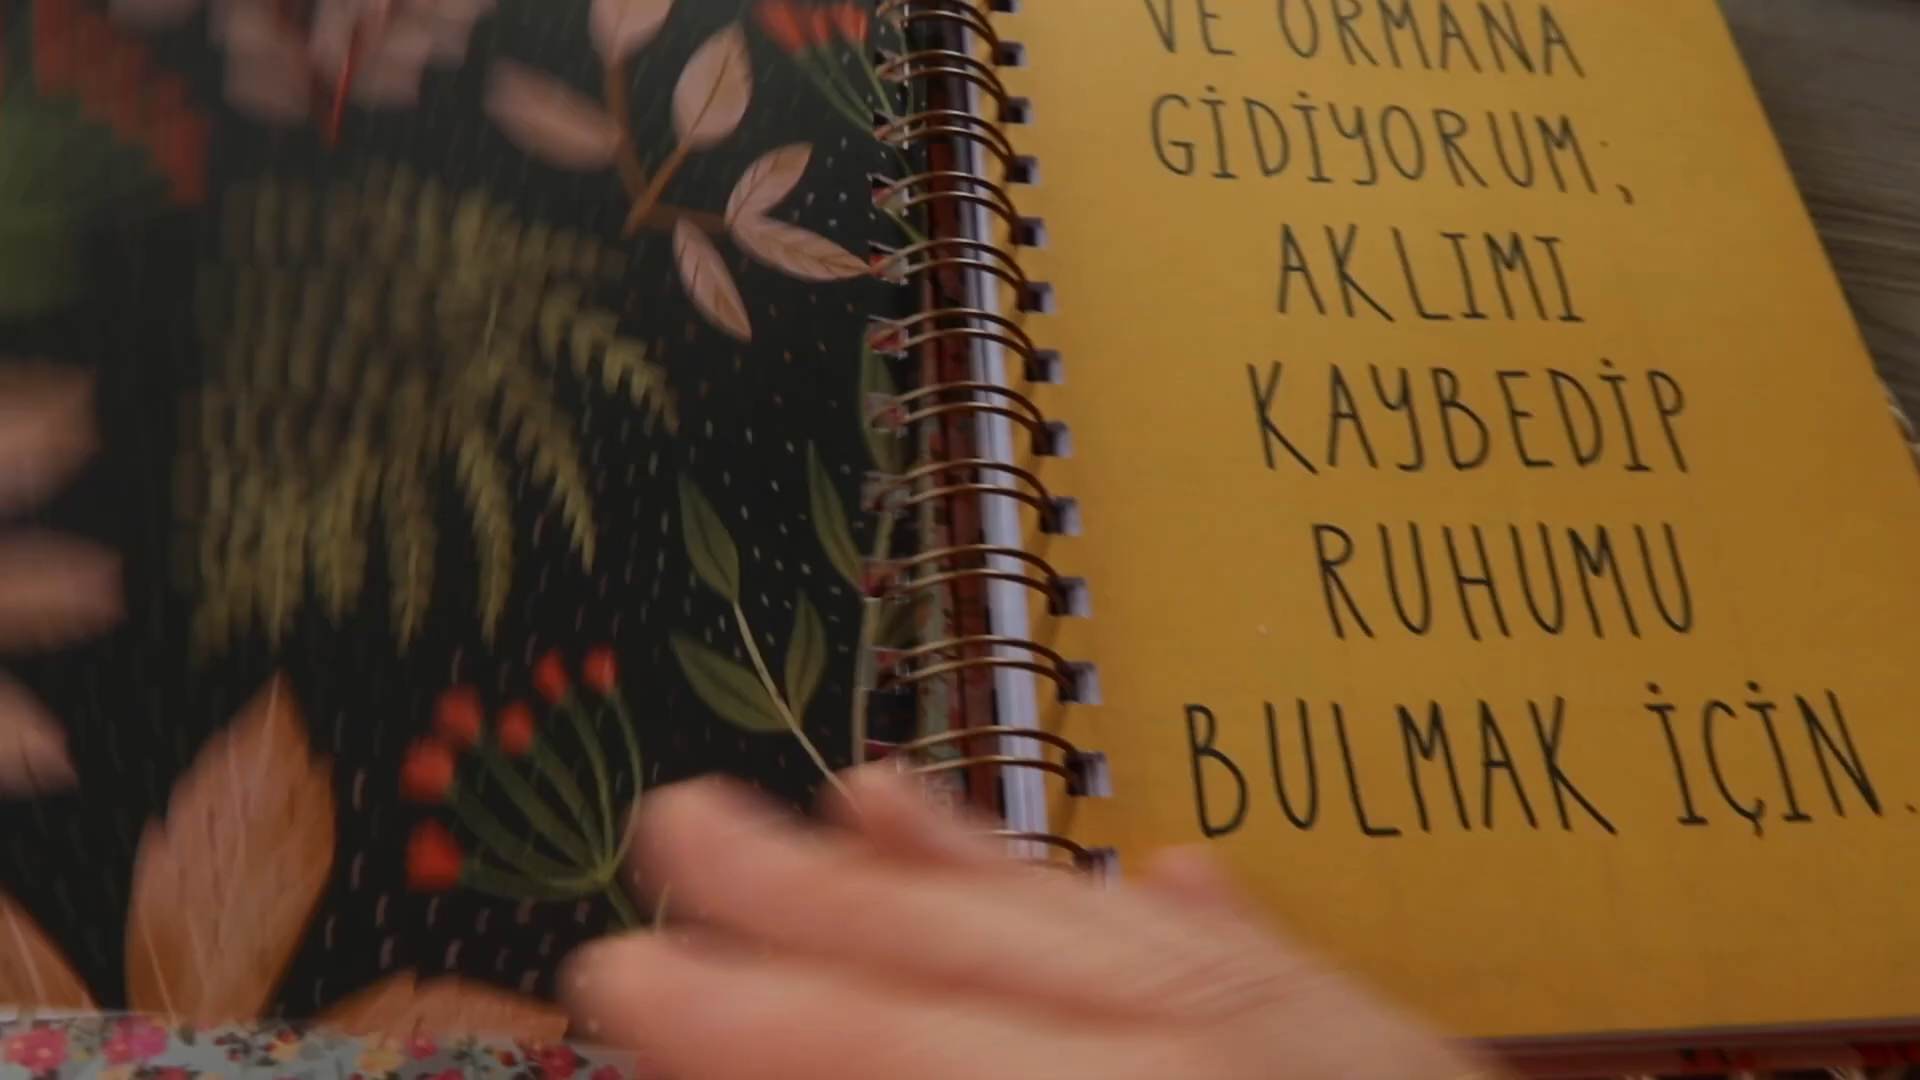 VE ORMANA
GİDİYORUM;
AKLIMI
KAYBEDİP
RUHUMU
BULMAK İÇİN.